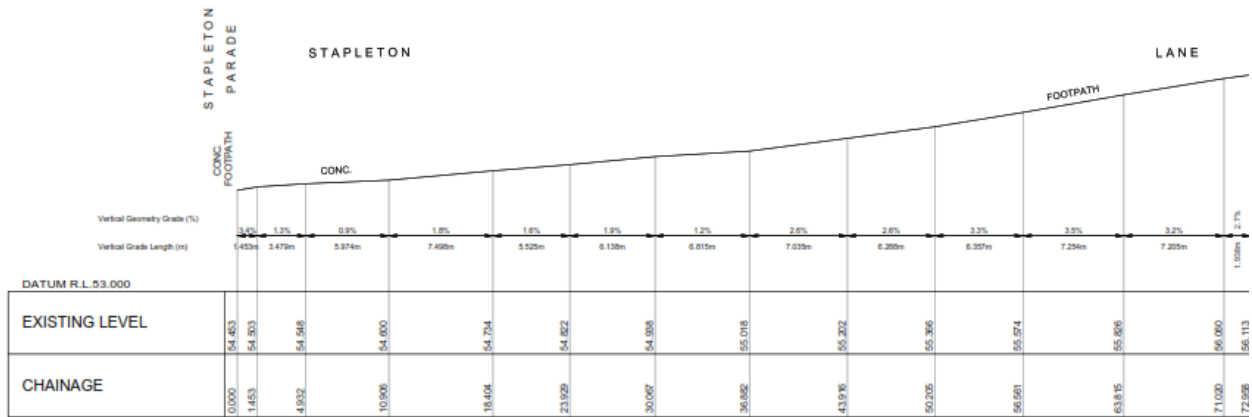 STAPLETON
PARADE
STAPLETON
LANE
CONC.
FOOTPATH
CONC.
FOOTPATH
Vertical Geometry Grade (%)
3.4% 1.3% 0.9% 1.8% 1.6% 1.9% 1.2% 2.6% 2.6% 3.3% 3.5% 3.2% 2.7%
Vertical Grade Length (m)
1.453m 3.479m 5.974m 7.498m 5.525m 6.138m 6.815m 7.035m 6.288m 6.357m 7.254m 7.205m 1.938m
DATUM R.L.53.000
EXISTING LEVEL
54.453 54.503 54.548 54.600 54.734 54.822 54.938 55.018 55.202 55.366 55.574 55.826 56.060 56.113
CHAINAGE
0.000 1.453 4.932 10.906 18.404 23.929 30.067 36.882 43.916 50.205 56.561 63.815 71.020 72.958